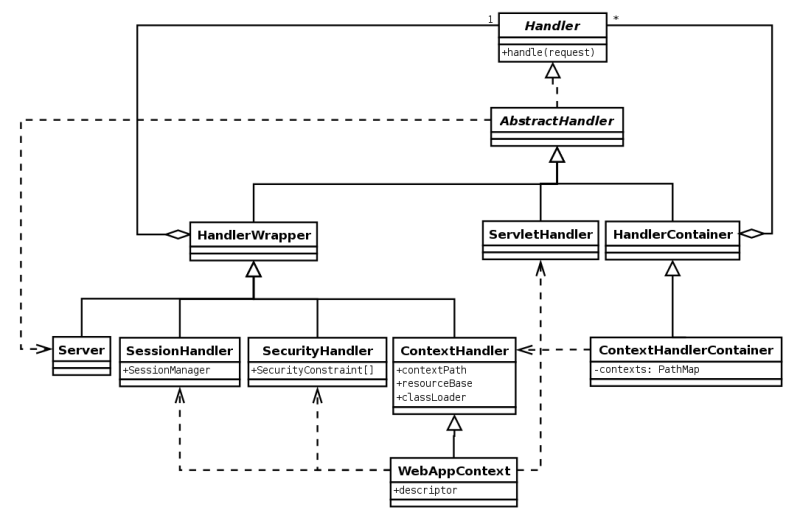 1
Handler
*
+handle(request)
AbstractHandler
HandlerWrapper
ServletHandler
HandlerContainer
Server
SessionHandler
+SessionManager
SecurityHandler
+SecurityConstraint[]
ContextHandler
+contextPath
+resourceBase
+classLoader
ContextHandlerContainer
-contexts: PathMap
WebAppContext
+descriptor